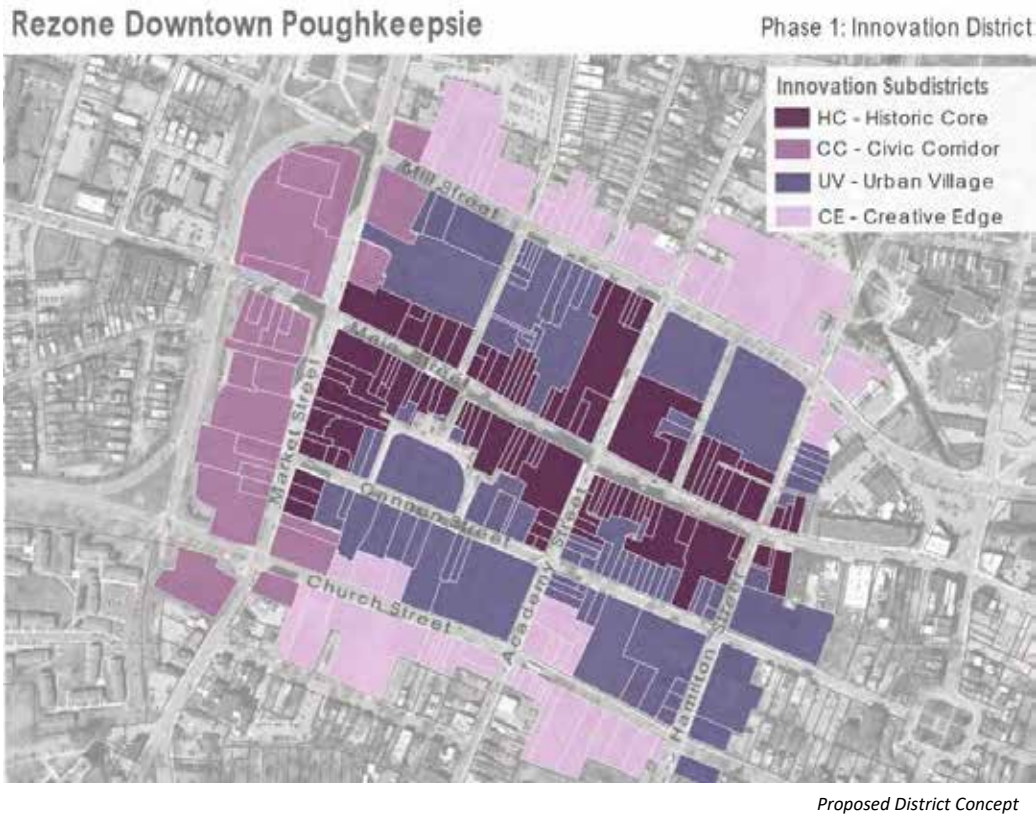 Rezone Downtown Poughkeepsie
Phase 1: Innovation District
Innovation Subdistricts
HC - Historic Core
CC - Civic Corridor
UV - Urban Village
CE - Creative Edge
Mill Street
Main Street
Market Street
Cannon Street
Church Street
Academy Street
Hamilton Street
Proposed District Concept